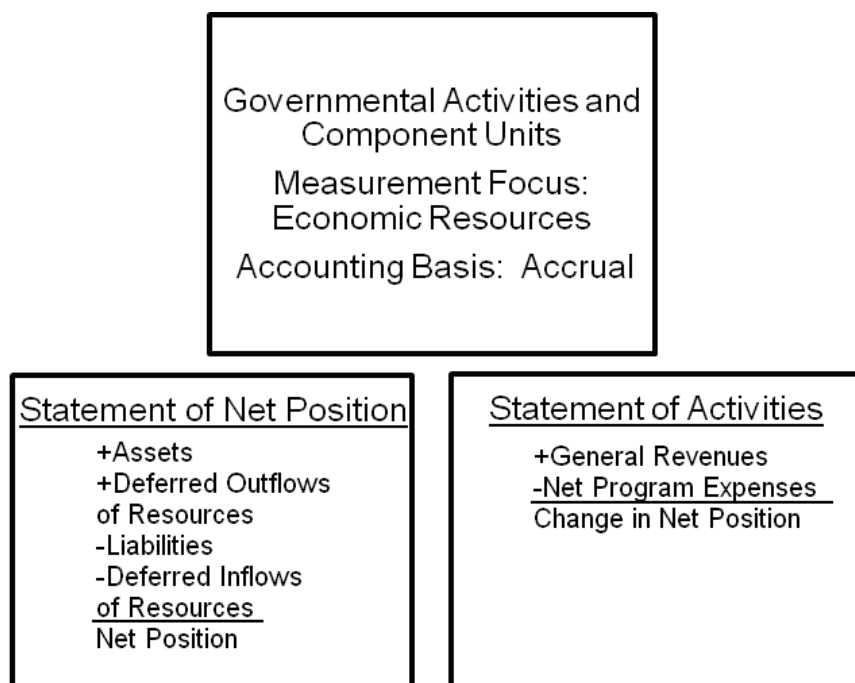 Governmental Activities and
Component Units
Measurement Focus:
Economic Resources
Accounting Basis: Accrual
Statement of Net Position
+Assets
+Deferred Outflows
of Resources
-Liabilities
-Deferred Inflows
of Resources
Net Position
Statement of Activities
+General Revenues
-Net Program Expenses
Change in Net Position